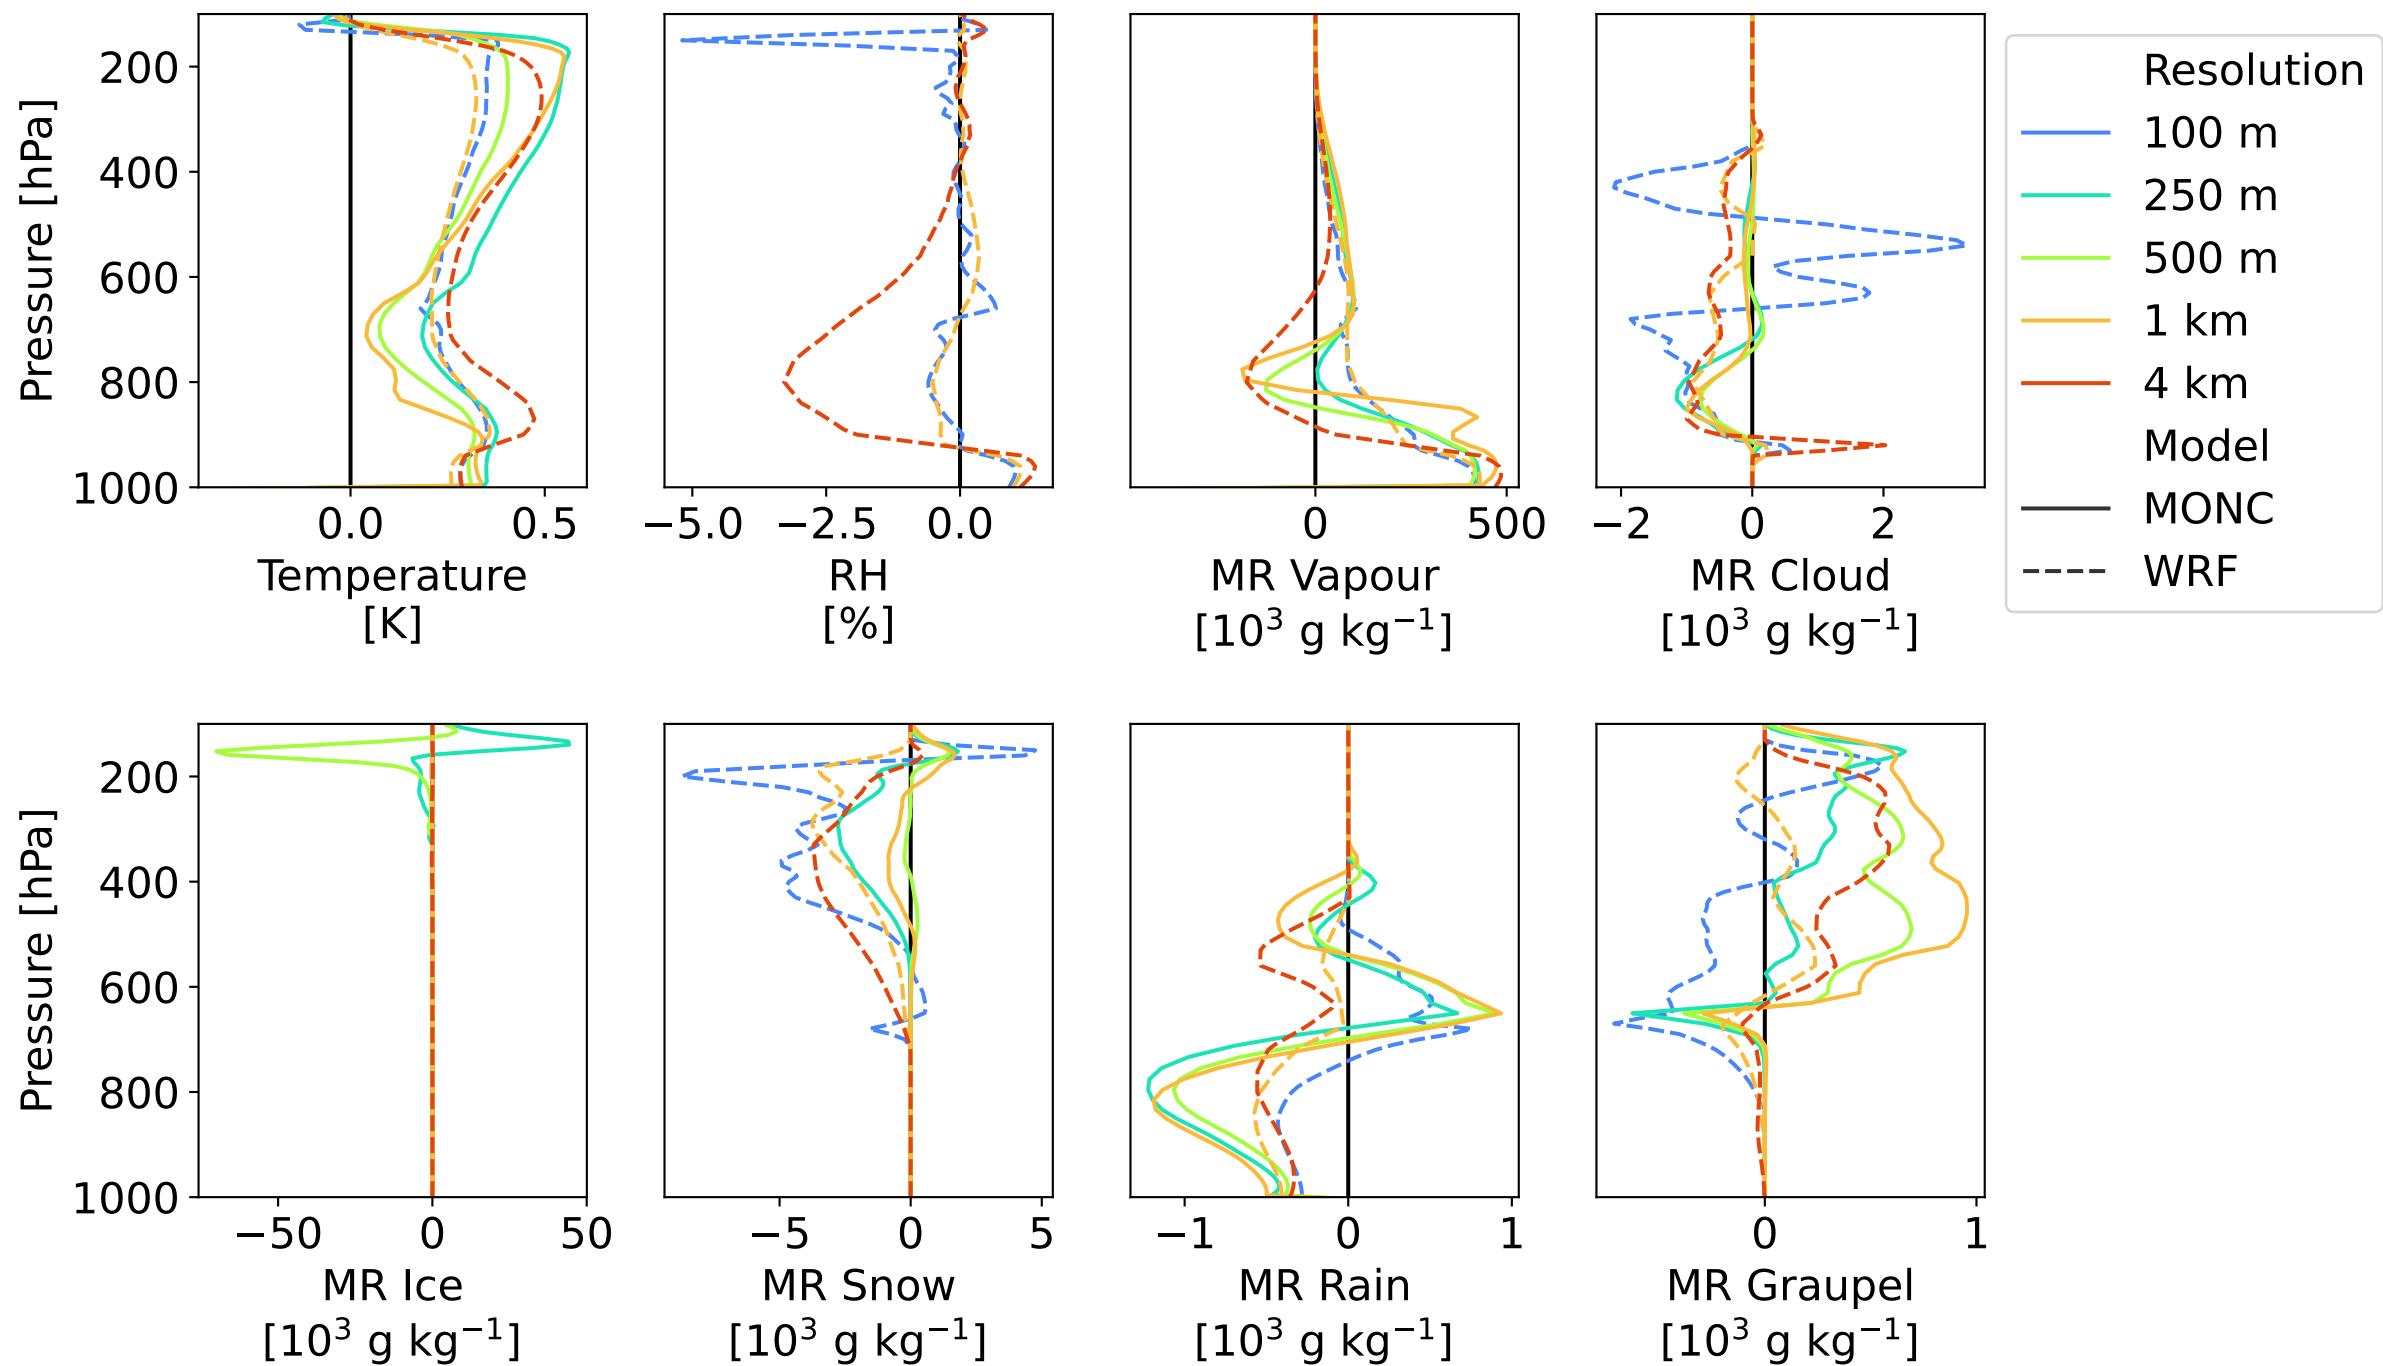 Pressure [hPa]
200
400
600
800
1000
0.0 0.5
Temperature
[K]
−5.0 −2.5 0.0
RH
[%]
0 500
MR Vapour
[10³ g kg⁻¹]
−2 0 2
MR Cloud
[10³ g kg⁻¹]
Resolution
100 m
250 m
500 m
1 km
4 km
Model
MONC
WRF
Pressure [hPa]
200
400
600
800
1000
−50 0 50
MR Ice
[10³ g kg⁻¹]
−5 0 5
MR Snow
[10³ g kg⁻¹]
−1 0 1
MR Rain
[10³ g kg⁻¹]
0 1
MR Graupel
[10³ g kg⁻¹]